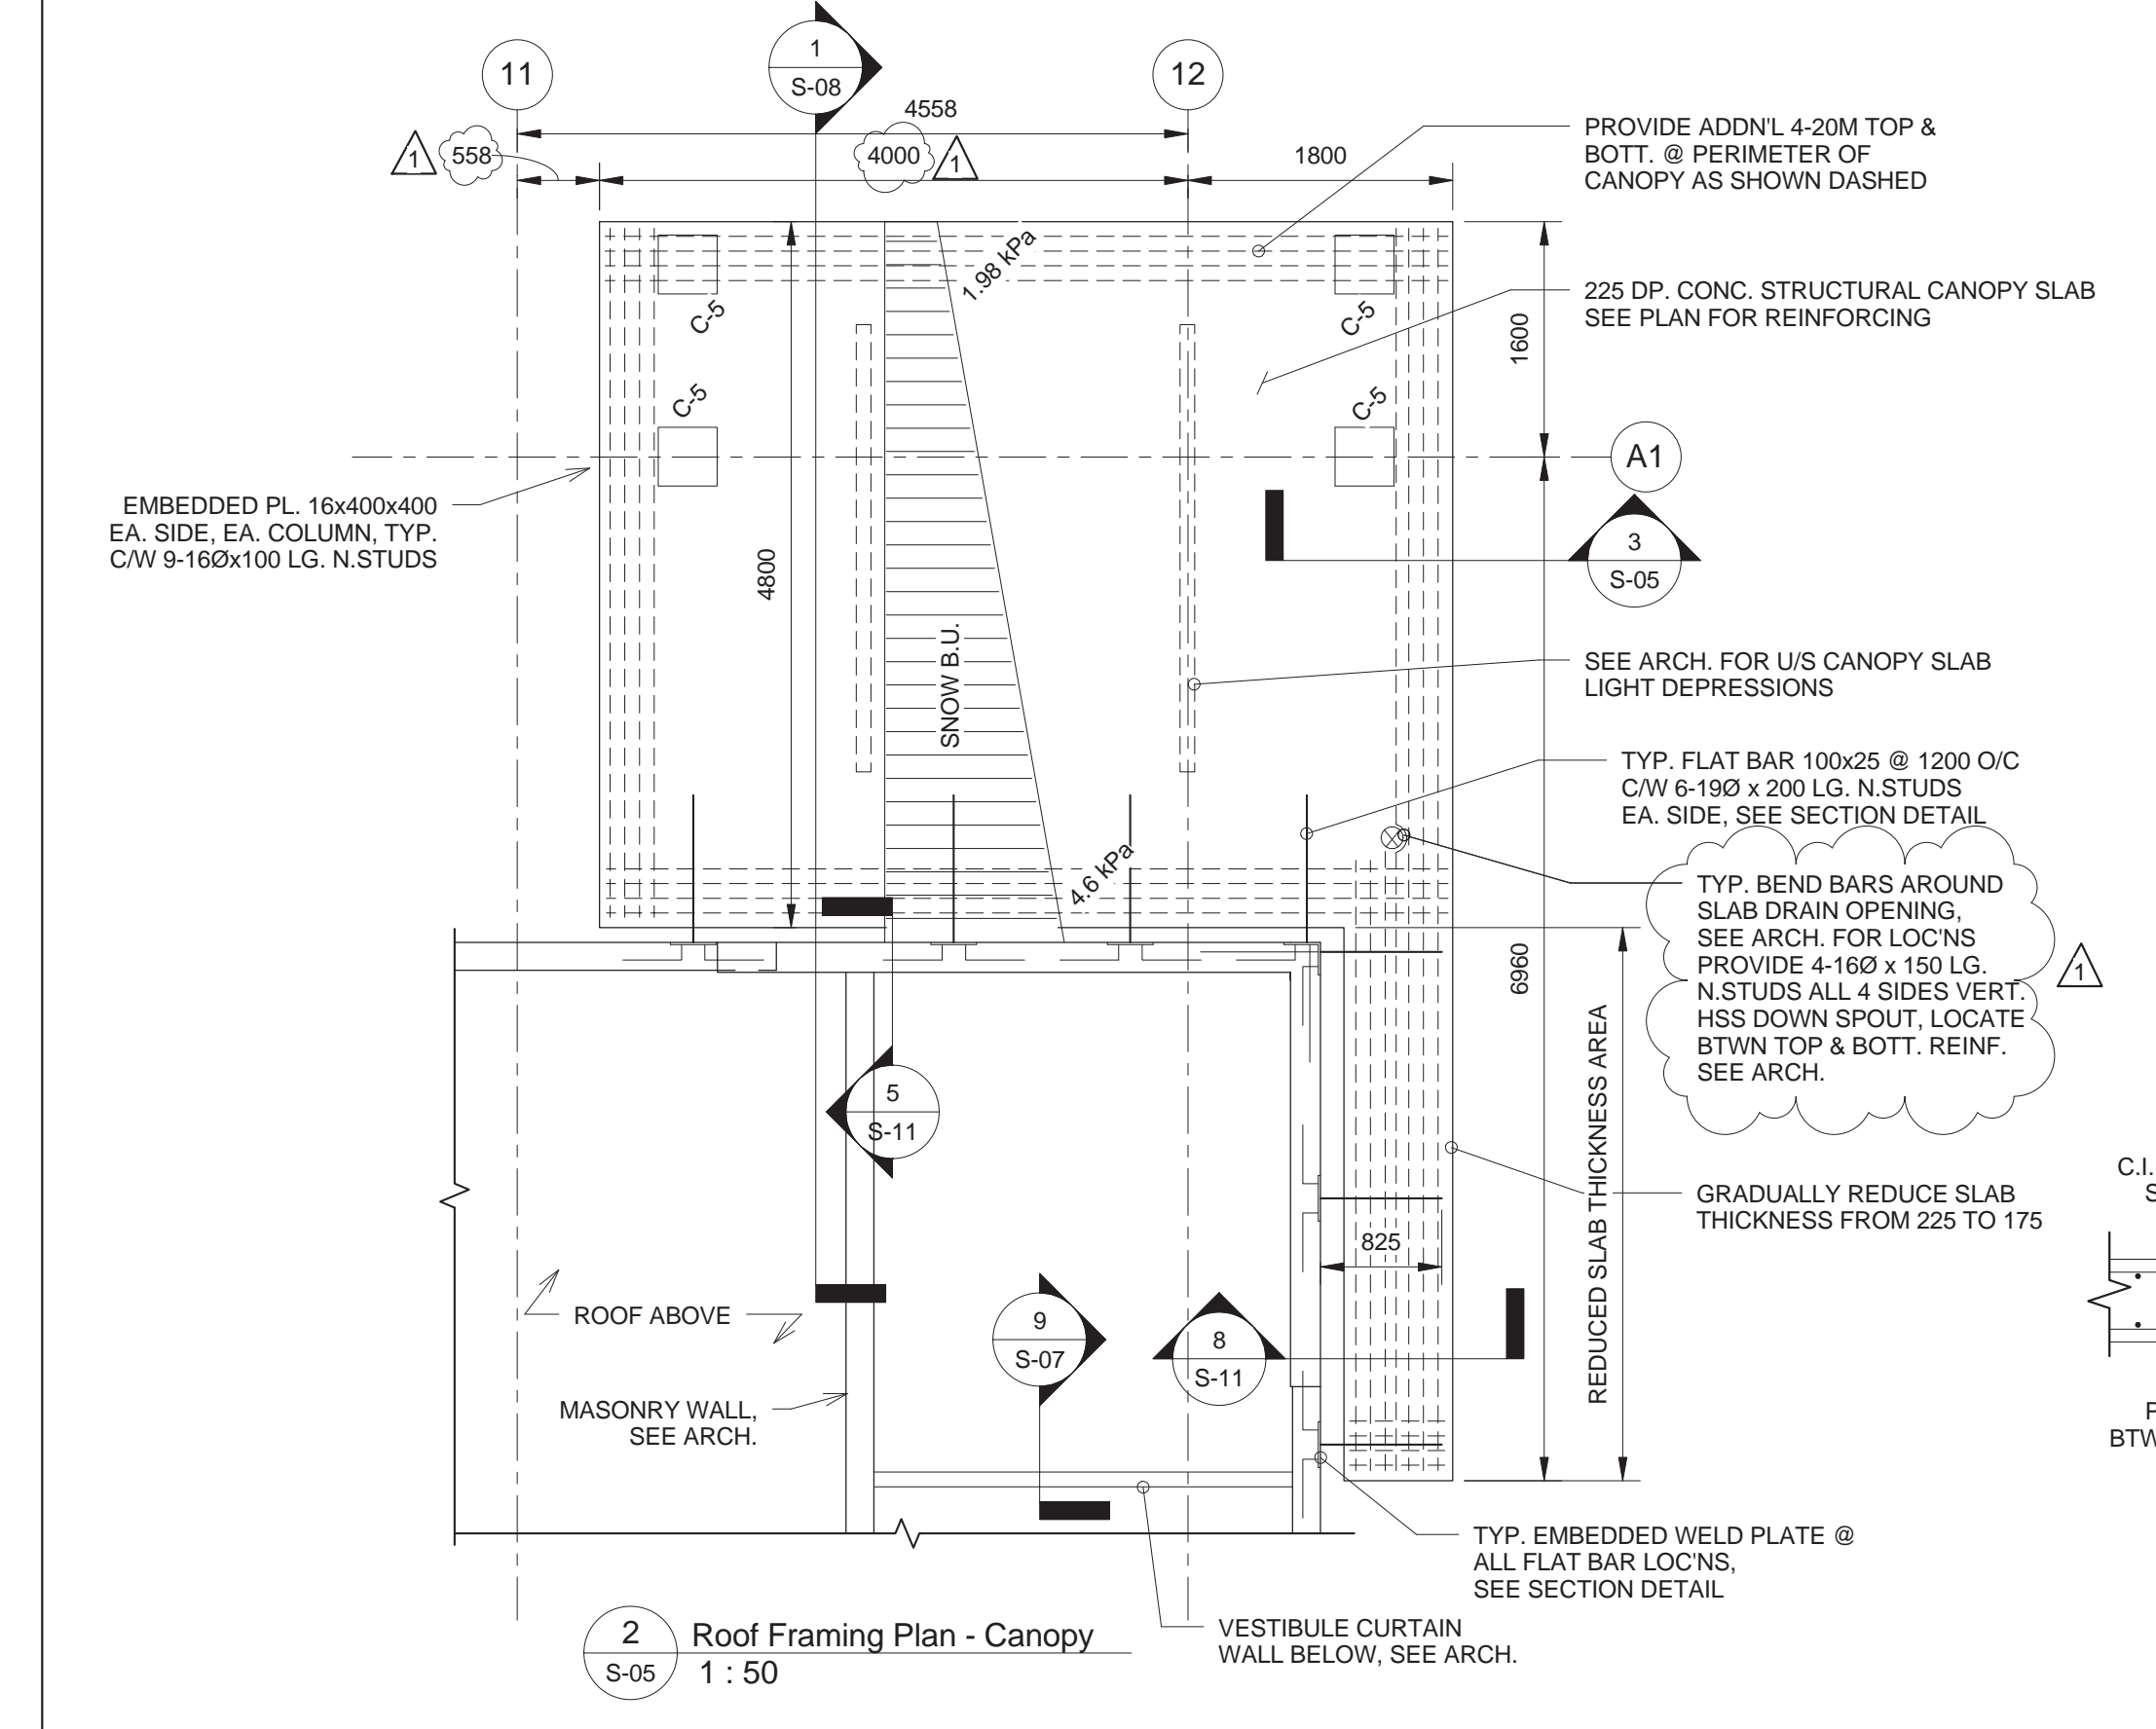 11
1
S-08
12
4558
1
558
4000
1
1800
PROVIDE ADDN'L 4-20M TOP &
BOTT. @ PERIMETER OF
CANOPY AS SHOWN DASHED
1.98 kPa
225 DP. CONC. STRUCTURAL CANOPY SLAB
SEE PLAN FOR REINFORCING
C-5
C-5
1600
C-5
C-5
A1
EMBEDDED PL. 16x400x400
EA. SIDE, EA. COLUMN, TYP.
C/W 9-16Øx100 LG. N.STUDS
4800
3
S-05
SNOW B.U.
SEE ARCH. FOR U/S CANOPY SLAB
LIGHT DEPRESSIONS
TYP. FLAT BAR 100x25 @ 1200 O/C
C/W 6-19Ø x 200 LG. N.STUDS
EA. SIDE, SEE SECTION DETAIL
4.6 kPa
TYP. BEND BARS AROUND
SLAB DRAIN OPENING,
SEE ARCH. FOR LOC'NS
PROVIDE 4-16Ø x 150 LG.
N.STUDS ALL 4 SIDES VERT.
HSS DOWN SPOUT, LOCATE
BTWN TOP & BOTT. REINF.
SEE ARCH.
1
6960
REDUCED SLAB THICKNESS AREA
5
S-11
C.I.
S
GRADUALLY REDUCE SLAB
THICKNESS FROM 225 TO 175
825
ROOF ABOVE
9
S-07
8
S-11
MASONRY WALL,
SEE ARCH.
P
BTW
TYP. EMBEDDED WELD PLATE @
ALL FLAT BAR LOC'NS,
SEE SECTION DETAIL
VESTIBULE CURTAIN
WALL BELOW, SEE ARCH.
2
S-05
Roof Framing Plan - Canopy
1 : 50